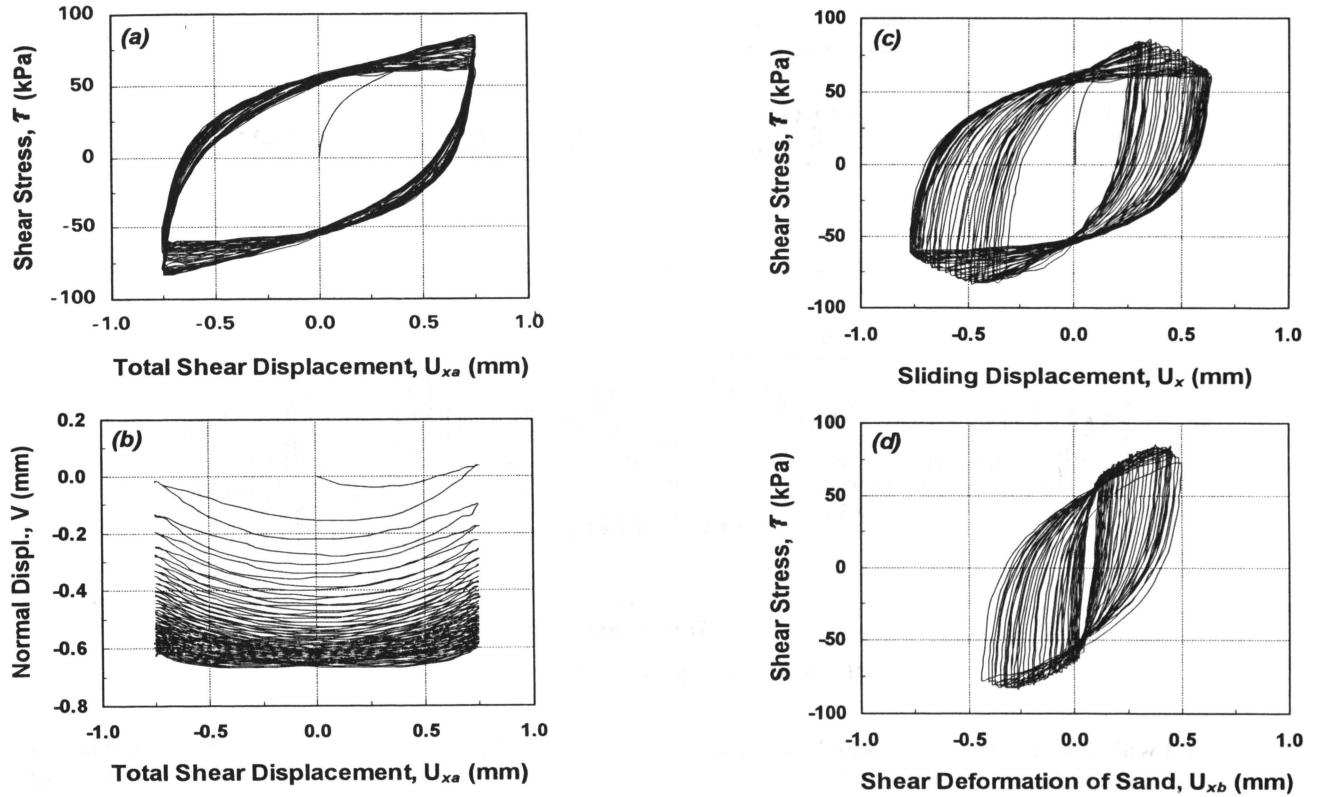 (a)
Shear Stress, τ (kPa)
100
50
0
-50
-100
-1.0 -0.5 0.0 0.5 1.0
Total Shear Displacement, Uxa (mm)
(b)
Normal Displ., V (mm)
0.2
0.0
-0.2
-0.4
-0.6
-0.8
-1.0 -0.5 0.0 0.5 1.0
Total Shear Displacement, Uxa (mm)
(c)
Shear Stress, τ (kPa)
100
50
0
-50
-100
-1.0 -0.5 0.0 0.5 1.0
Sliding Displacement, Ux (mm)
(d)
Shear Stress, τ (kPa)
100
50
0
-50
-100
-1.0 -0.5 0.0 0.5 1.0
Shear Deformation of Sand, Uxb (mm)